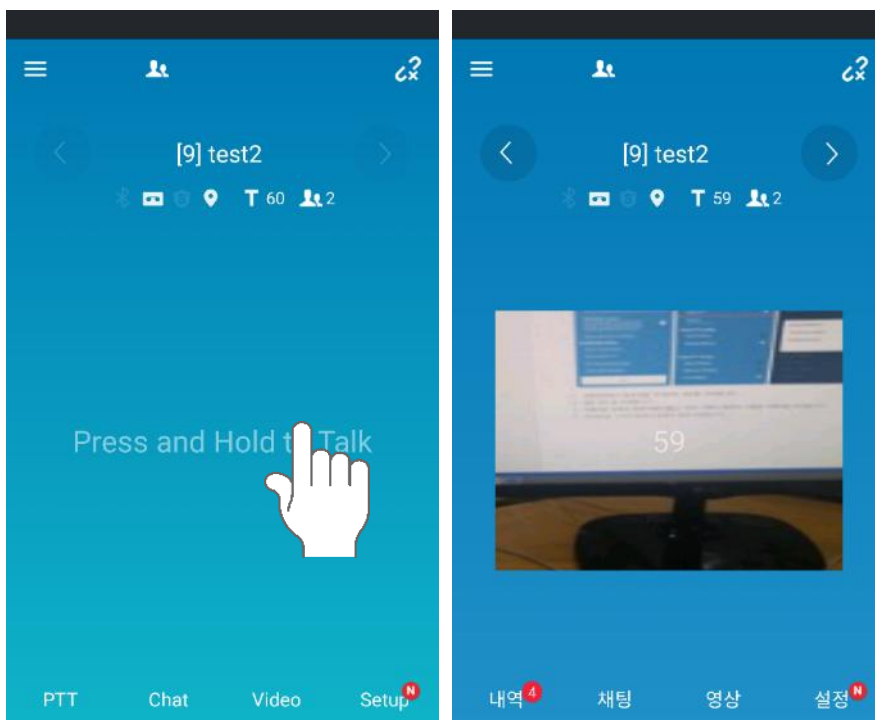 [9] test2
T 60 2
Press and Hold to Talk
PTT Chat Video Setup N
[9] test2
T 59 2
59
내역 4 채팅 영상 설정 N